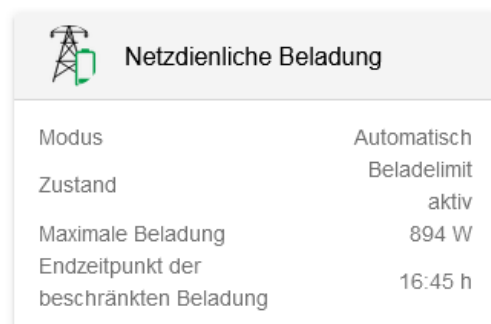 Netzdienliche Beladung
Modus Automatisch
Zustand Beladelimit
aktiv
Maximale Beladung 894 W
Endzeitpunkt der
beschränkten Beladung 16:45 h